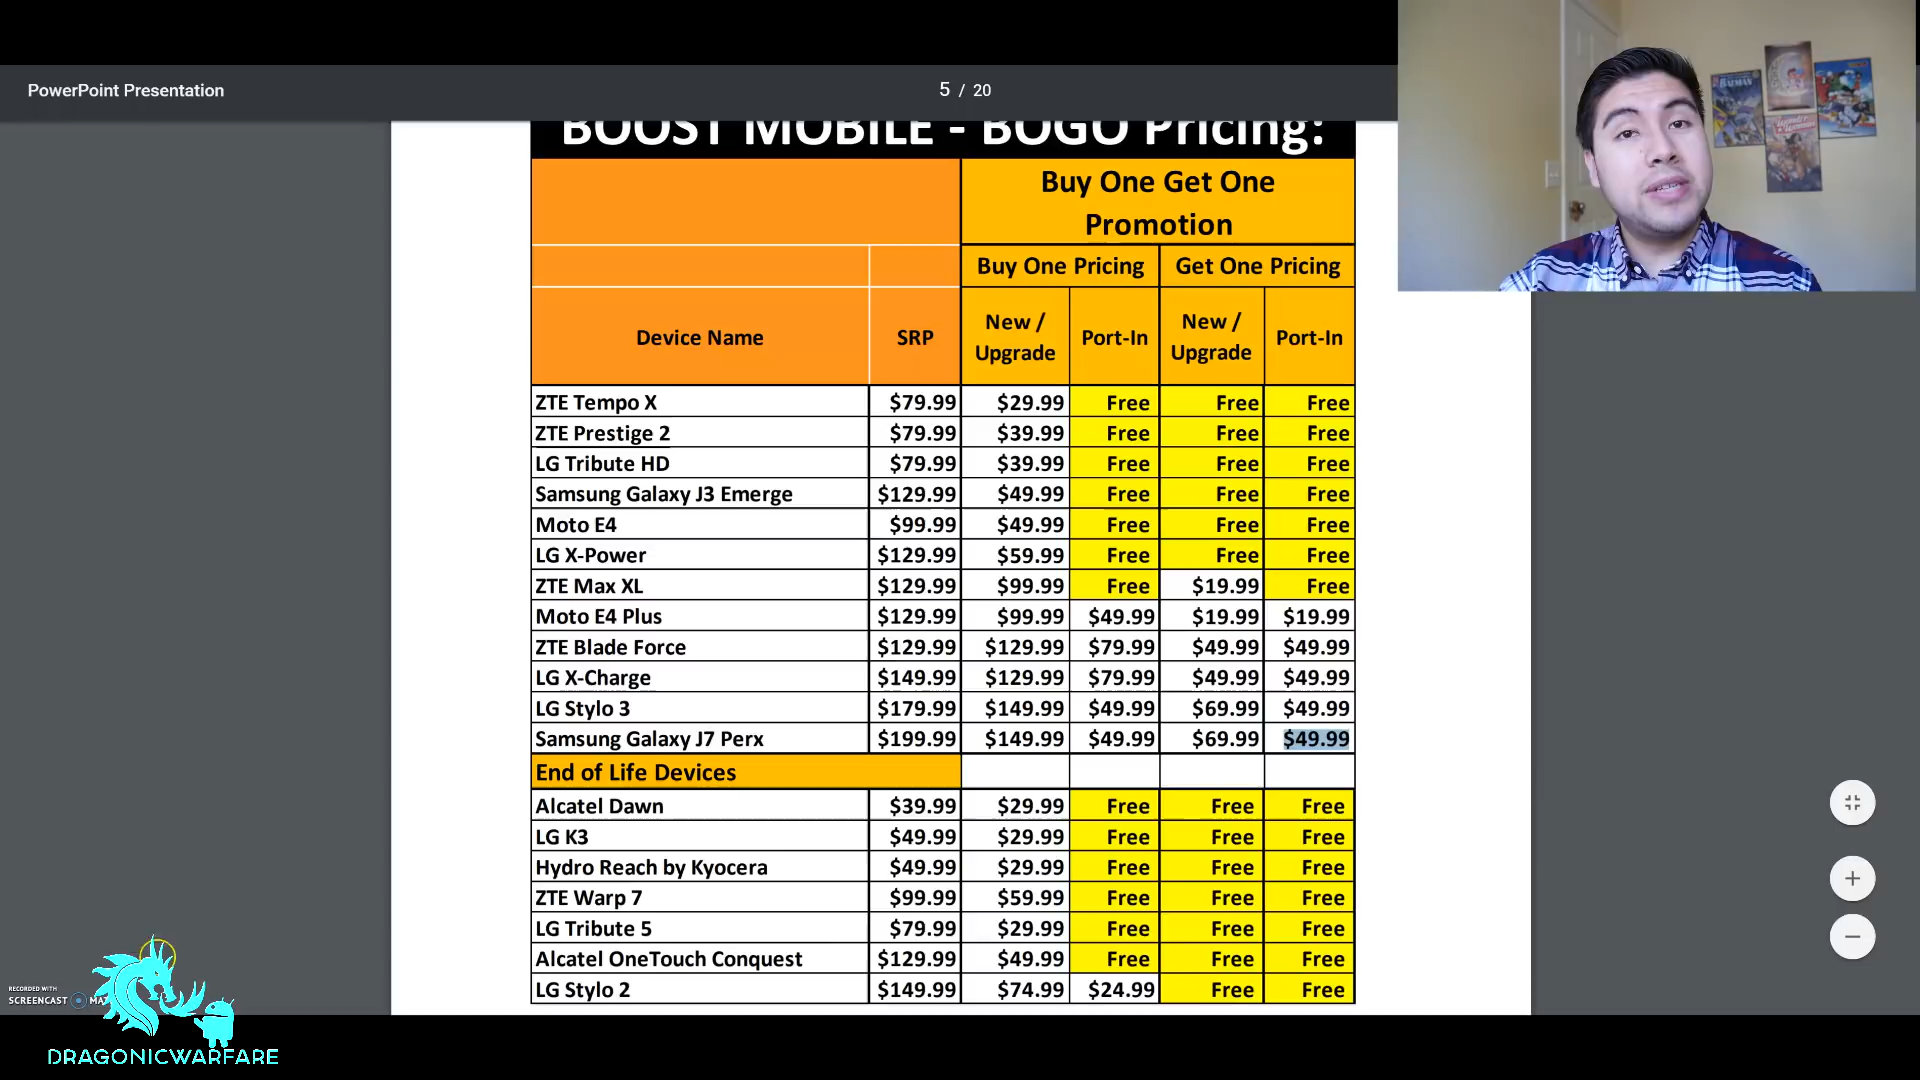 PowerPoint Presentation
5 / 20
BOOST MOBILE - BOGO Pricing:
Buy One Get One
Promotion
Buy One Pricing Get One Pricing
Device Name SRP New / Upgrade Port-In New / Upgrade Port-In
ZTE Tempo X $79.99 $29.99 Free Free Free
ZTE Prestige 2 $79.99 $39.99 Free Free Free
LG Tribute HD $79.99 $39.99 Free Free Free
Samsung Galaxy J3 Emerge $129.99 $49.99 Free Free Free
Moto E4 $99.99 $49.99 Free Free Free
LG X-Power $129.99 $59.99 Free Free Free
ZTE Max XL $129.99 $99.99 Free $19.99 Free
Moto E4 Plus $129.99 $99.99 $49.99 $19.99 $19.99
ZTE Blade Force $129.99 $129.99 $79.99 $49.99 $49.99
LG X-Charge $149.99 $129.99 $79.99 $49.99 $49.99
LG Stylo 3 $179.99 $149.99 $49.99 $69.99 $49.99
Samsung Galaxy J7 Perx $199.99 $149.99 $49.99 $69.99 $49.99
End of Life Devices
Alcatel Dawn $39.99 $29.99 Free Free Free
LG K3 $49.99 $29.99 Free Free Free
Hydro Reach by Kyocera $49.99 $29.99 Free Free Free
ZTE Warp 7 $99.99 $59.99 Free Free Free
LG Tribute 5 $79.99 $29.99 Free Free Free
Alcatel OneTouch Conquest $129.99 $49.99 Free Free Free
LG Stylo 2 $149.99 $74.99 $24.99 Free Free
RECORDED WITH
SCREENCAST
DRAGONICWARFARE
BATMAN